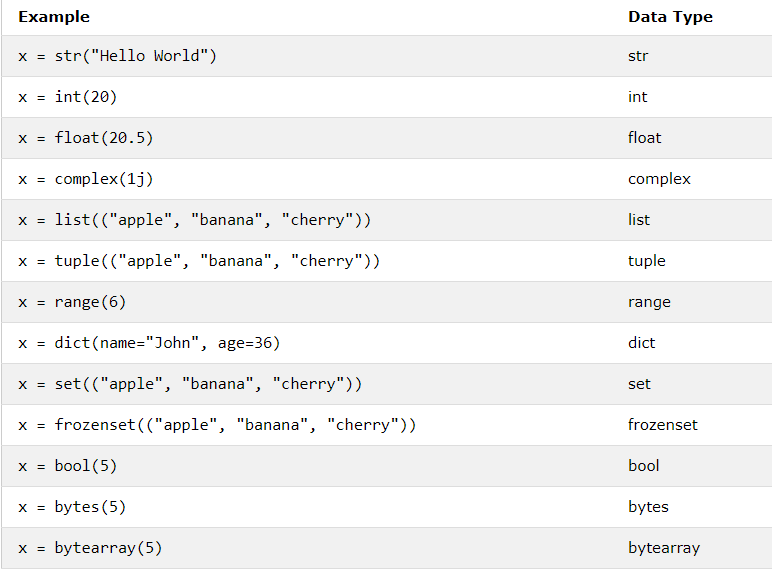 Example Data Type
x = str("Hello World") str
x = int(20) int
x = float(20.5) float
x = complex(1j) complex
x = list(("apple", "banana", "cherry")) list
x = tuple(("apple", "banana", "cherry")) tuple
x = range(6) range
x = dict(name="John", age=36) dict
x = set(("apple", "banana", "cherry")) set
x = frozenset(("apple", "banana", "cherry")) frozenset
x = bool(5) bool
x = bytes(5) bytes
x = bytearray(5) bytearray